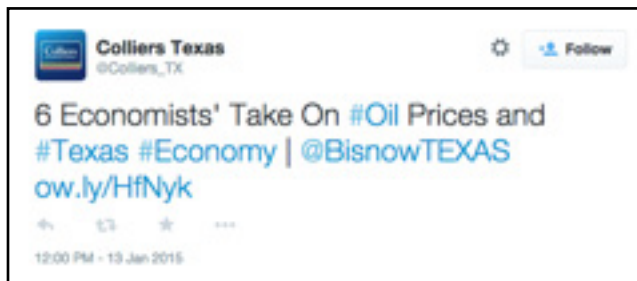 Colliers
Colliers Texas
@Colliers_TX
Follow
6 Economists' Take On #Oil Prices and
#Texas #Economy | @BisnowTEXAS
ow.ly/HfNyk
12:00 PM - 13 Jan 2015